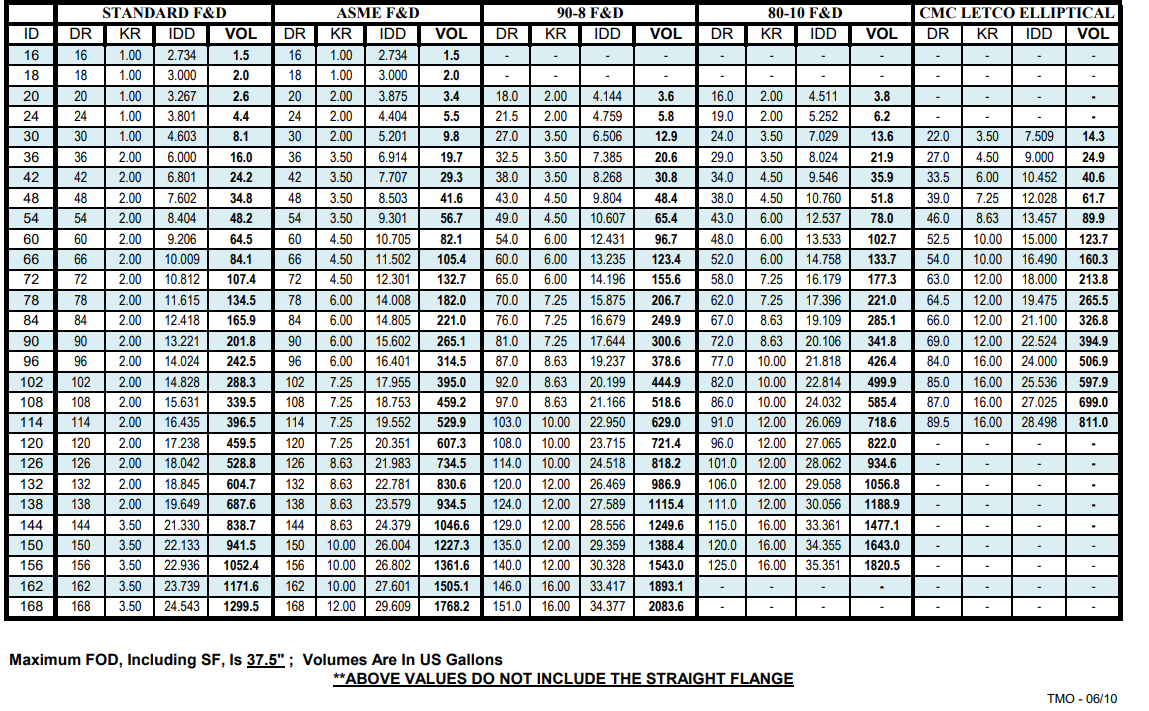 STANDARD F&D ASME F&D 90-8 F&D 80-10 F&D CMC LETCO ELLIPTICAL
ID DR KR IDD VOL DR KR IDD VOL DR KR IDD VOL DR KR IDD VOL DR KR IDD VOL
16 16 1.00 2.734 1.5 16 1.00 2.734 1.5 - - - - - - - - - - - -
18 18 1.00 3.000 2.0 18 1.00 3.000 2.0 - - - - - - - - - - - -
20 20 1.00 3.267 2.6 20 2.00 3.875 3.4 18.0 2.00 4.144 3.6 16.0 2.00 4.511 3.8 - - - -
24 24 1.00 3.801 4.4 24 2.00 4.404 5.5 21.5 2.00 4.759 5.8 19.0 2.00 5.252 6.2 - - - -
30 30 1.00 4.603 8.1 30 2.00 5.201 9.8 27.0 3.50 6.506 12.9 24.0 3.50 7.029 13.6 22.0 3.50 7.509 14.3
36 36 2.00 6.000 16.0 36 3.50 6.914 19.7 32.5 3.50 7.385 20.6 29.0 3.50 8.024 21.9 27.0 4.50 9.000 24.9
42 42 2.00 6.801 24.2 42 3.50 7.707 29.3 38.0 3.50 8.268 30.8 34.0 4.50 9.546 35.9 33.5 6.00 10.452 40.6
48 48 2.00 7.602 34.8 48 3.50 8.503 41.6 43.0 4.50 9.804 48.4 38.0 4.50 10.760 51.8 39.0 7.25 12.028 61.7
54 54 2.00 8.404 48.2 54 3.50 9.301 56.7 49.0 4.50 10.607 65.4 43.0 6.00 12.537 78.0 46.0 8.63 13.457 89.9
60 60 2.00 9.206 64.5 60 4.50 10.705 82.1 54.0 6.00 12.431 96.7 48.0 6.00 13.533 102.7 52.5 10.00 15.000 123.7
66 66 2.00 10.009 84.1 66 4.50 11.502 105.4 60.0 6.00 13.235 123.4 52.0 6.00 14.758 133.7 54.0 10.00 16.490 160.3
72 72 2.00 10.812 107.4 72 4.50 12.301 132.7 65.0 6.00 14.196 155.6 58.0 7.25 16.179 177.3 63.0 12.00 18.000 213.8
78 78 2.00 11.615 134.5 78 6.00 14.008 182.0 70.0 7.25 15.875 206.7 62.0 7.25 17.396 221.0 64.5 12.00 19.475 265.5
84 84 2.00 12.418 165.9 84 6.00 14.805 221.0 76.0 7.25 16.679 249.9 67.0 8.63 19.109 285.1 66.0 12.00 21.100 326.8
90 90 2.00 13.221 201.8 90 6.00 15.602 265.1 81.0 7.25 17.644 300.6 72.0 8.63 20.106 341.8 69.0 12.00 22.524 394.9
96 96 2.00 14.024 242.5 96 6.00 16.401 314.5 87.0 8.63 19.237 378.6 77.0 10.00 21.818 426.4 84.0 16.00 24.000 506.9
102 102 2.00 14.828 288.3 102 7.25 17.955 395.0 92.0 8.63 20.199 444.9 82.0 10.00 22.814 499.9 85.0 16.00 25.536 597.9
108 108 2.00 15.631 339.5 108 7.25 18.753 459.2 97.0 8.63 21.166 518.6 86.0 10.00 24.032 585.4 87.0 16.00 27.025 699.0
114 114 2.00 16.435 396.5 114 7.25 19.552 529.9 103.0 10.00 22.950 629.0 91.0 12.00 26.069 718.6 89.5 16.00 28.498 811.0
120 120 2.00 17.238 459.5 120 7.25 20.351 607.3 108.0 10.00 23.715 721.4 96.0 12.00 27.065 822.0 - - - -
126 126 2.00 18.042 528.8 126 8.63 21.983 734.5 114.0 10.00 24.518 818.2 101.0 12.00 28.062 934.6 - - - -
132 132 2.00 18.845 604.7 132 8.63 22.781 830.6 120.0 12.00 26.469 986.9 106.0 12.00 29.058 1056.8 - - - -
138 138 2.00 19.649 687.6 138 8.63 23.579 934.5 124.0 12.00 27.589 1115.4 111.0 12.00 30.056 1188.9 - - - -
144 144 3.50 21.330 838.7 144 8.63 24.379 1046.6 129.0 12.00 28.556 1249.6 115.0 16.00 33.361 1477.1 - - - -
150 150 3.50 22.133 941.5 150 10.00 26.004 1227.3 135.0 12.00 29.359 1388.4 120.0 16.00 34.355 1643.0 - - - -
156 156 3.50 22.936 1052.4 156 10.00 26.802 1361.6 140.0 12.00 30.328 1543.0 125.0 16.00 35.351 1820.5 - - - -
162 162 3.50 23.739 1171.6 162 10.00 27.601 1505.1 146.0 16.00 33.417 1893.1 - - - - - - - -
168 168 3.50 24.543 1299.5 168 12.00 29.609 1768.2 151.0 16.00 34.377 2083.6 - - - - - - - -
Maximum FOD, Including SF, Is 37.5" ; Volumes Are In US Gallons
**ABOVE VALUES DO NOT INCLUDE THE STRAIGHT FLANGE
TMO - 06/10